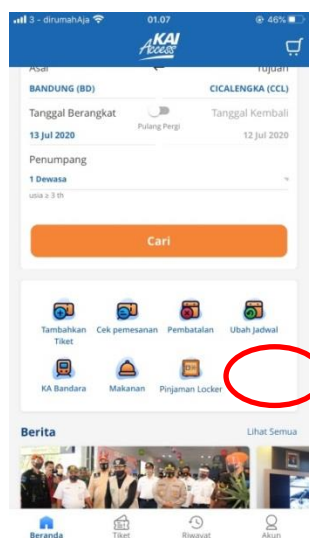 3 - dirumahAja 01.07 46%
KAI
Access
Asal Tujuan
BANDUNG (BD) CICALENGKA (CCL)
Tanggal Berangkat Tanggal Kembali
Pulang Pergi
13 Jul 2020 12 Jul 2020
Penumpang
1 Dewasa
usia ≥ 3 th
Cari
Tambahkan Tiket Cek pemesanan Pembatalan Ubah Jadwal
KA Bandara Makanan Pinjaman Locker
Berita Lihat Semua
Beranda Tiket Riwayat Akun